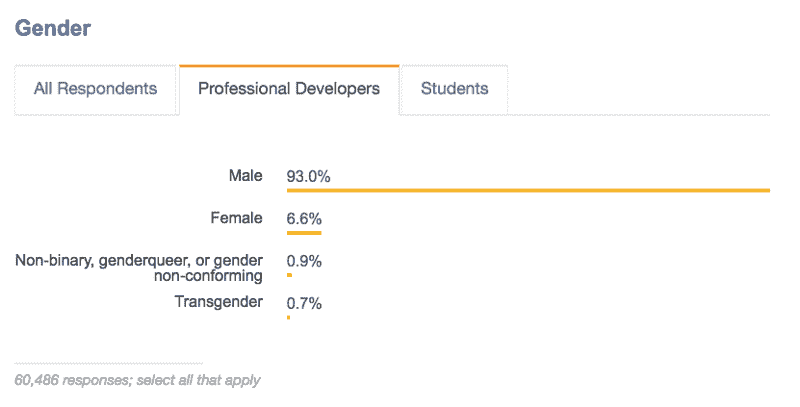 Gender
All Respondents
Professional Developers
Students
Male 93.0%
Female 6.6%
Non-binary, genderqueer, or gender 0.9%
non-conforming
Transgender 0.7%
60,486 responses; select all that apply